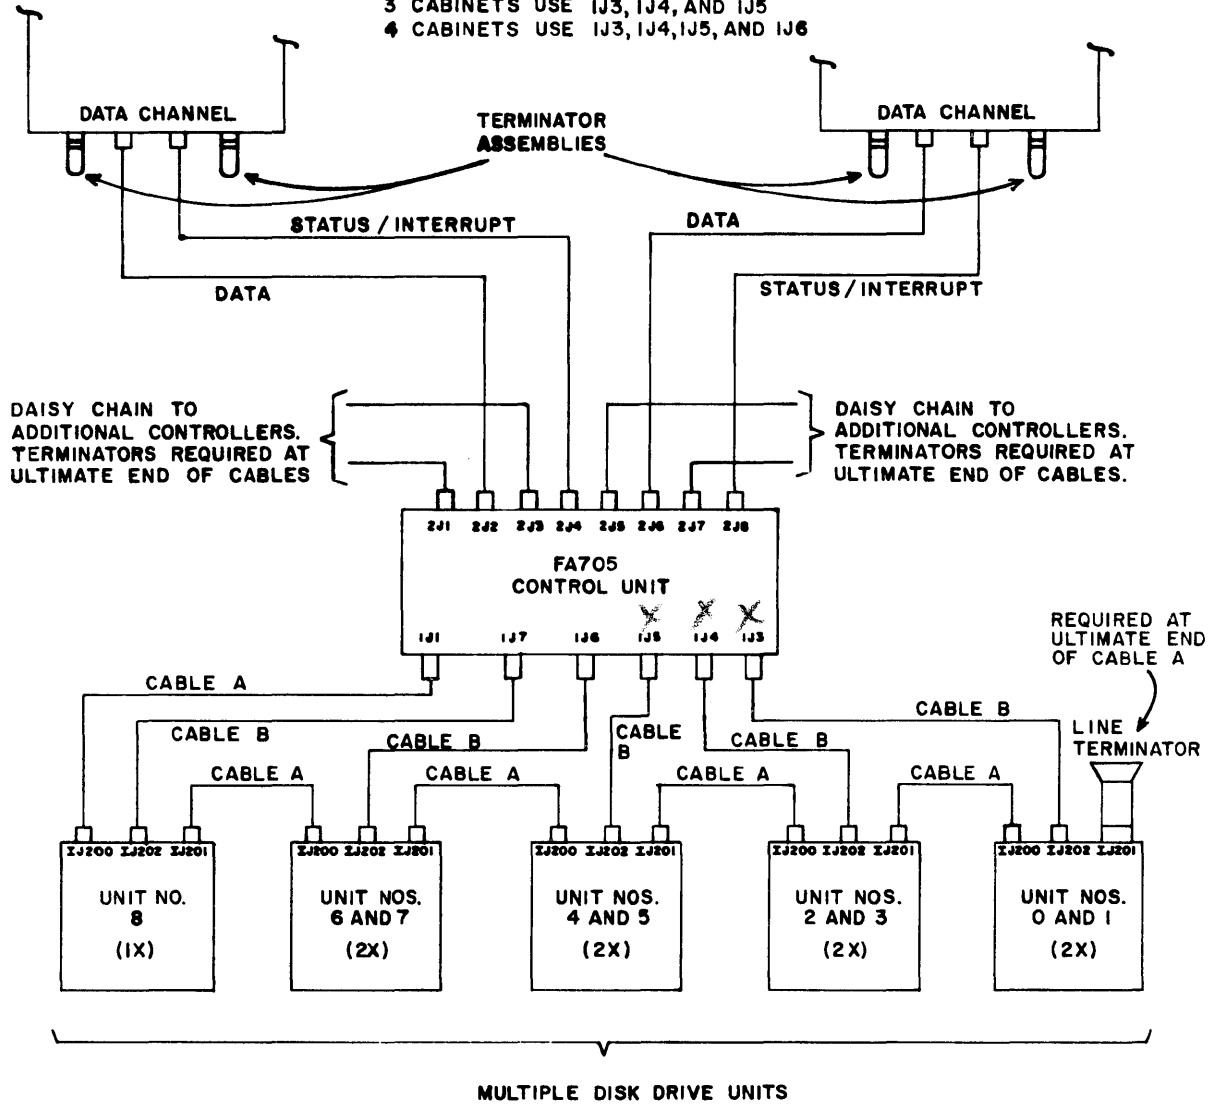 3 CABINETS USE 1J3, 1J4, AND 1J5
4 CABINETS USE 1J3, 1J4, 1J5, AND 1J6
DATA CHANNEL
TERMINATOR
ASSEMBLIES
DATA CHANNEL
STATUS / INTERRUPT
DATA
DATA
STATUS / INTERRUPT
DAISY CHAIN TO
ADDITIONAL CONTROLLERS.
TERMINATORS REQUIRED AT
ULTIMATE END OF CABLES
DAISY CHAIN TO
ADDITIONAL CONTROLLERS.
TERMINATORS REQUIRED AT
ULTIMATE END OF CABLES.
2J1 2J2 2J3 2J4 2J5 2J6 2J7 2J8
FA705
CONTROL UNIT
1J1 1J7 1J6 1J5 1J4 1J3
REQUIRED AT
ULTIMATE END
OF CABLE A
CABLE A
CABLE B
CABLE B
CABLE
B
CABLE B
CABLE B
LINE
TERMINATOR
CABLE A
CABLE A
CABLE A
CABLE A
IJ200 IJ202 IJ201
IJ200 IJ202 IJ201
IJ200 IJ202 IJ201
IJ200 IJ202 IJ201
IJ200 IJ202 IJ201
UNIT NO.
8
(1X)
UNIT NOS.
6 AND 7
(2X)
UNIT NOS.
4 AND 5
(2X)
UNIT NOS.
2 AND 3
(2X)
UNIT NOS.
0 AND 1
(2X)
MULTIPLE DISK DRIVE UNITS